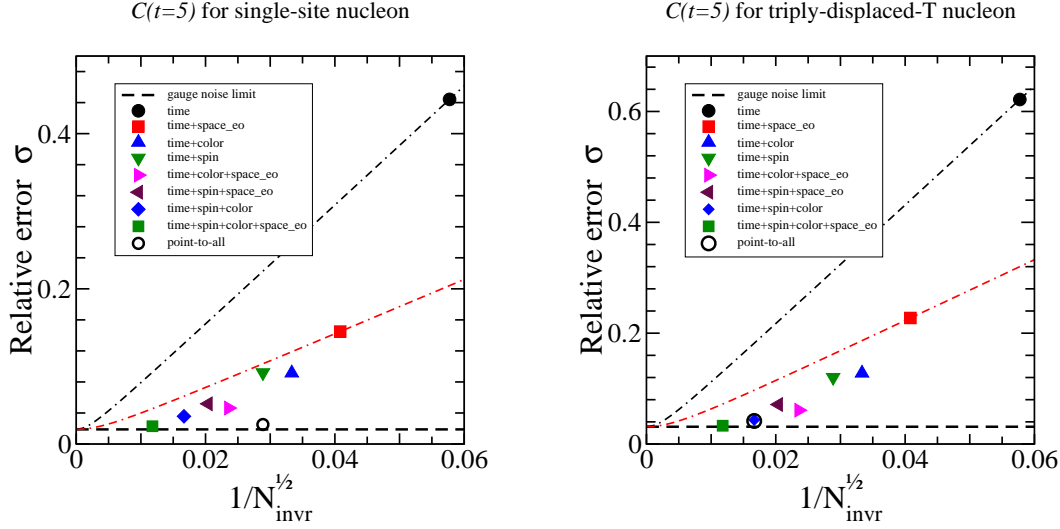 C(t=5) for single-site nucleon
Relative error σ
0.4
0.2
0
gauge noise limit
time
time+space_eo
time+color
time+spin
time+color+space_eo
time+spin+space_eo
time+spin+color
time+spin+color+space_eo
point-to-all
0 0.02 0.04 0.06
1/N_invr^½
C(t=5) for triply-displaced-T nucleon
Relative error σ
0.6
0.4
0.2
0
gauge noise limit
time
time+space_eo
time+color
time+spin
time+color+space_eo
time+spin+space_eo
time+spin+color
time+spin+color+space_eo
point-to-all
0 0.02 0.04 0.06
1/N_invr^½